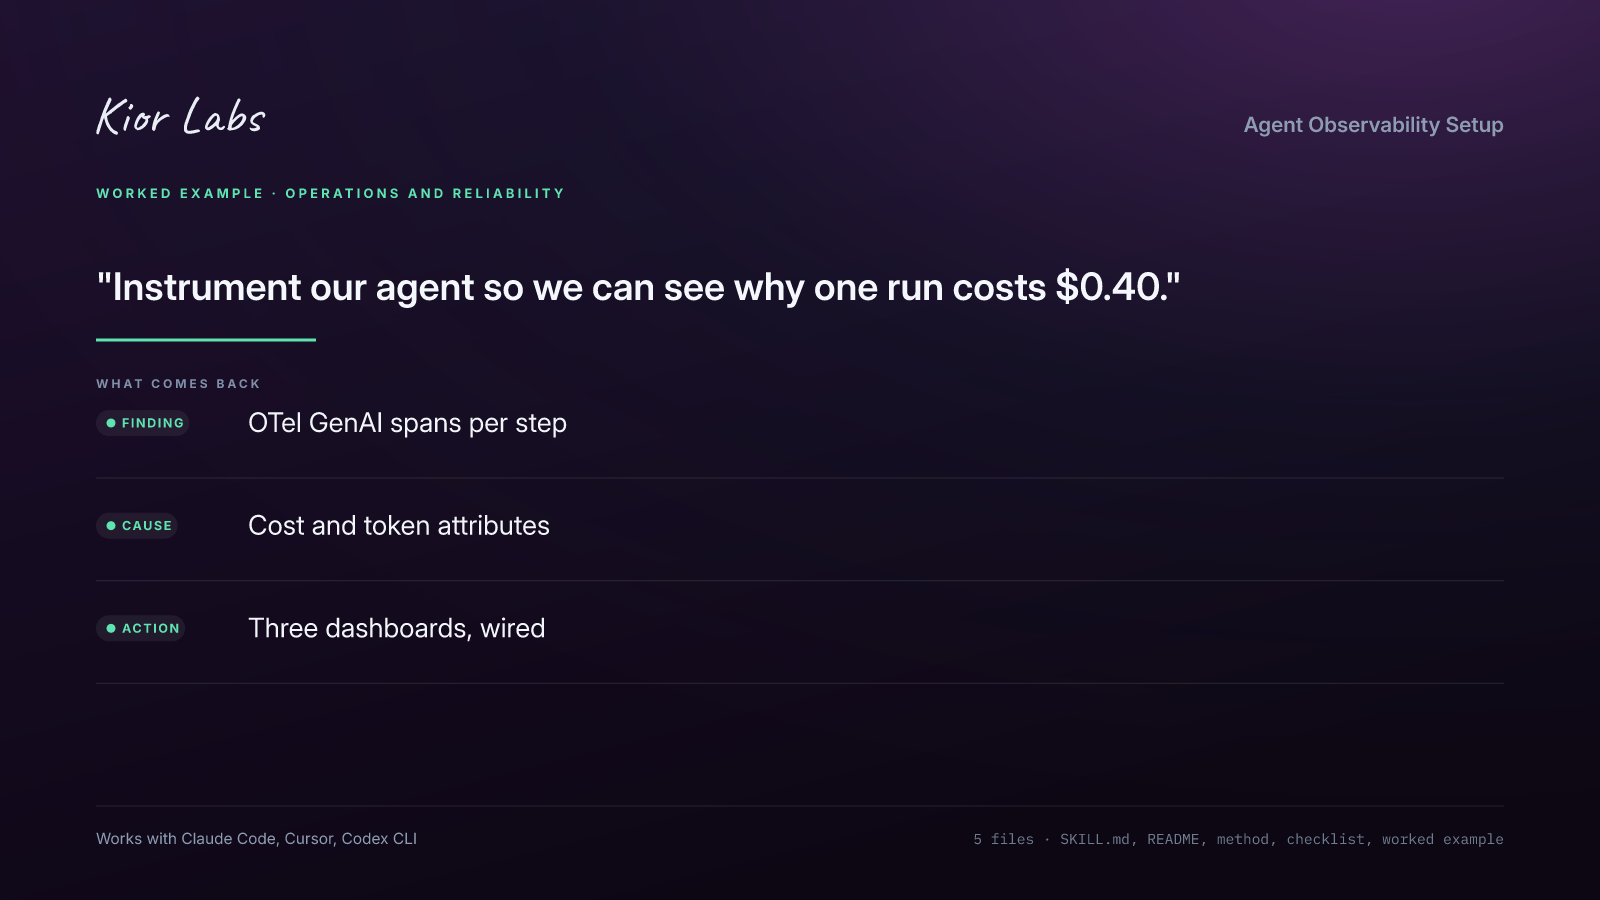 Kior Labs
Agent Observability Setup
WORKED EXAMPLE · OPERATIONS AND RELIABILITY
"Instrument our agent so we can see why one run costs $0.40."
WHAT COMES BACK
FINDING OTel GenAI spans per step
CAUSE Cost and token attributes
ACTION Three dashboards, wired
Works with Claude Code, Cursor, Codex CLI
5 files · SKILL.md, README, method, checklist, worked example